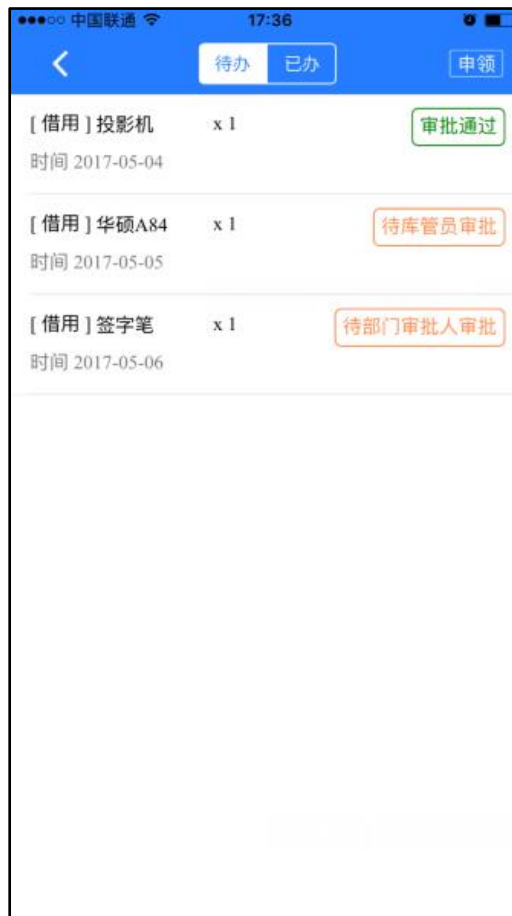 中国联通 17:36
待办 已办 申领
[ 借用 ] 投影机 x 1 审批通过
时间 2017-05-04
[ 借用 ] 华硕A84 x 1 待库管员审批
时间 2017-05-05
[ 借用 ] 签字笔 x 1 待部门审批人审批
时间 2017-05-06